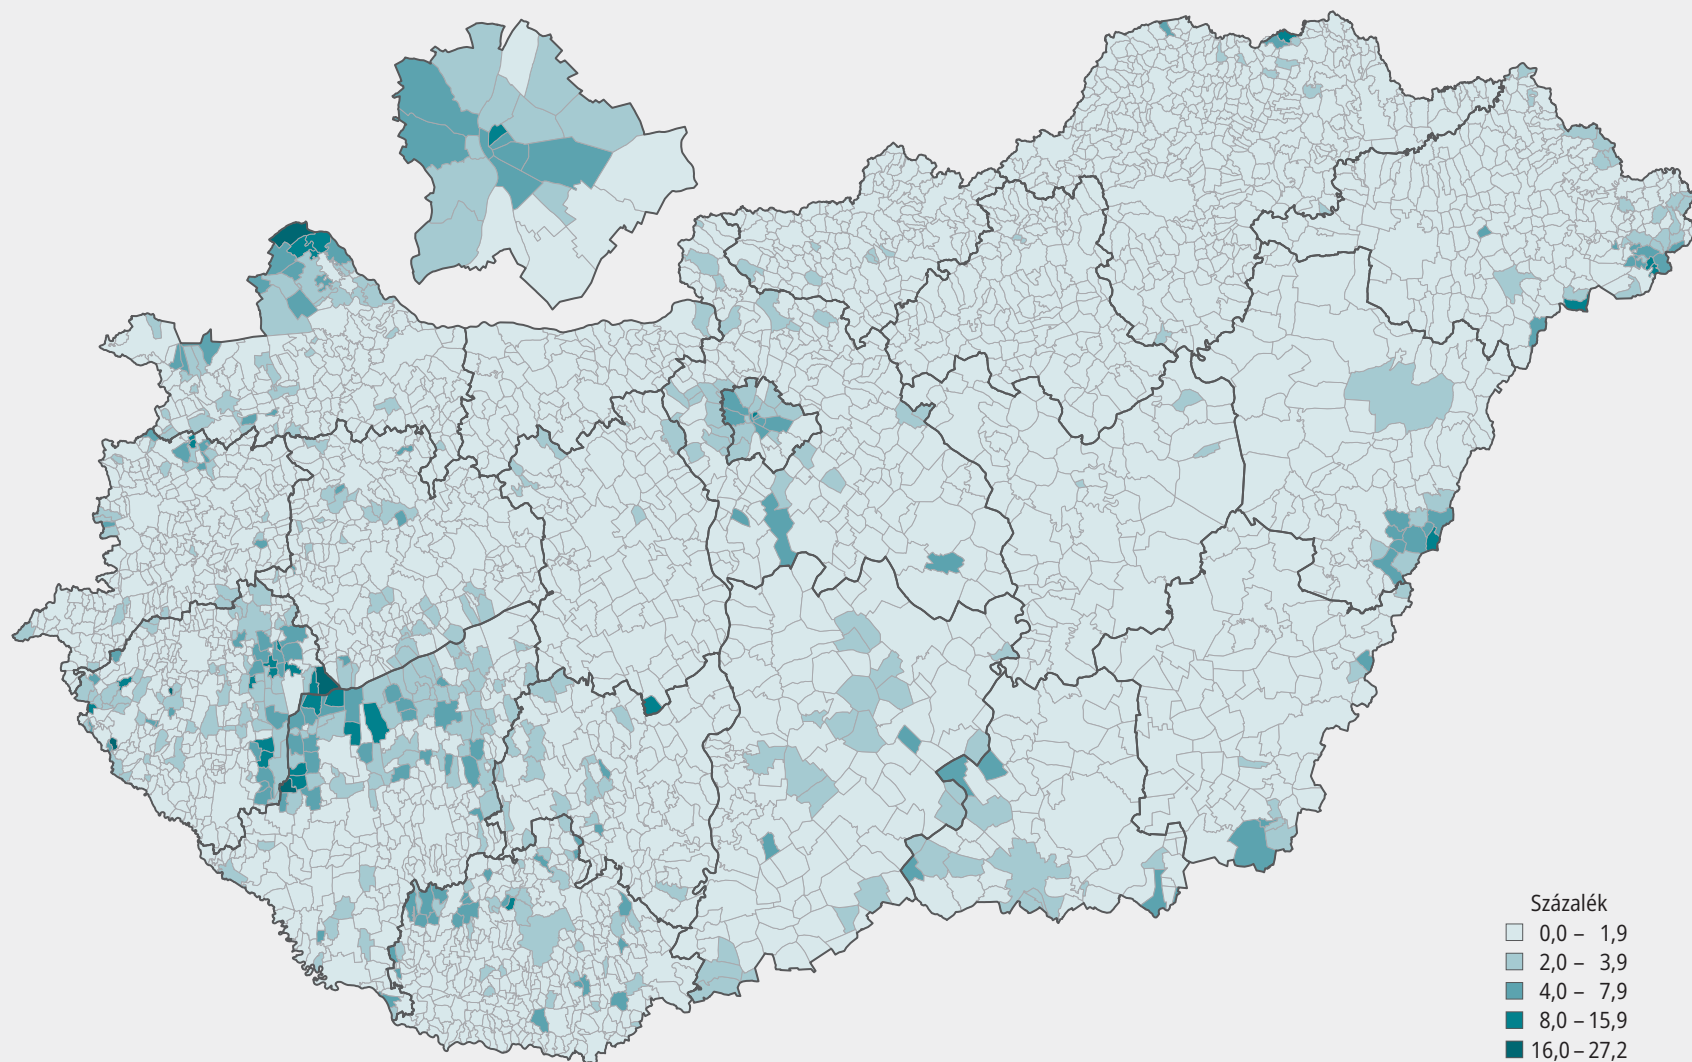 Százalék
0,0 – 1,9
2,0 – 3,9
4,0 – 7,9
8,0 – 15,9
16,0 – 27,2